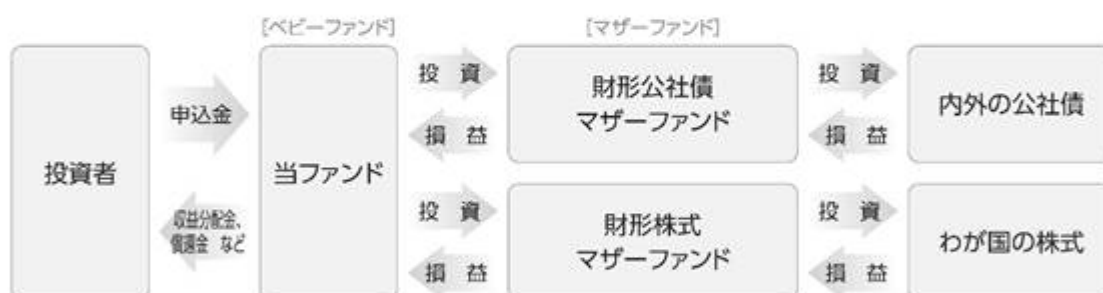 [ベビーファンド]
[マザーファンド]
投資者
申込金
収益分配金、
償還金 など
当ファンド
投 資
損 益
財形公社債
マザーファンド
投 資
損 益
内外の公社債
投 資
損 益
財形株式
マザーファンド
投 資
損 益
わが国の株式